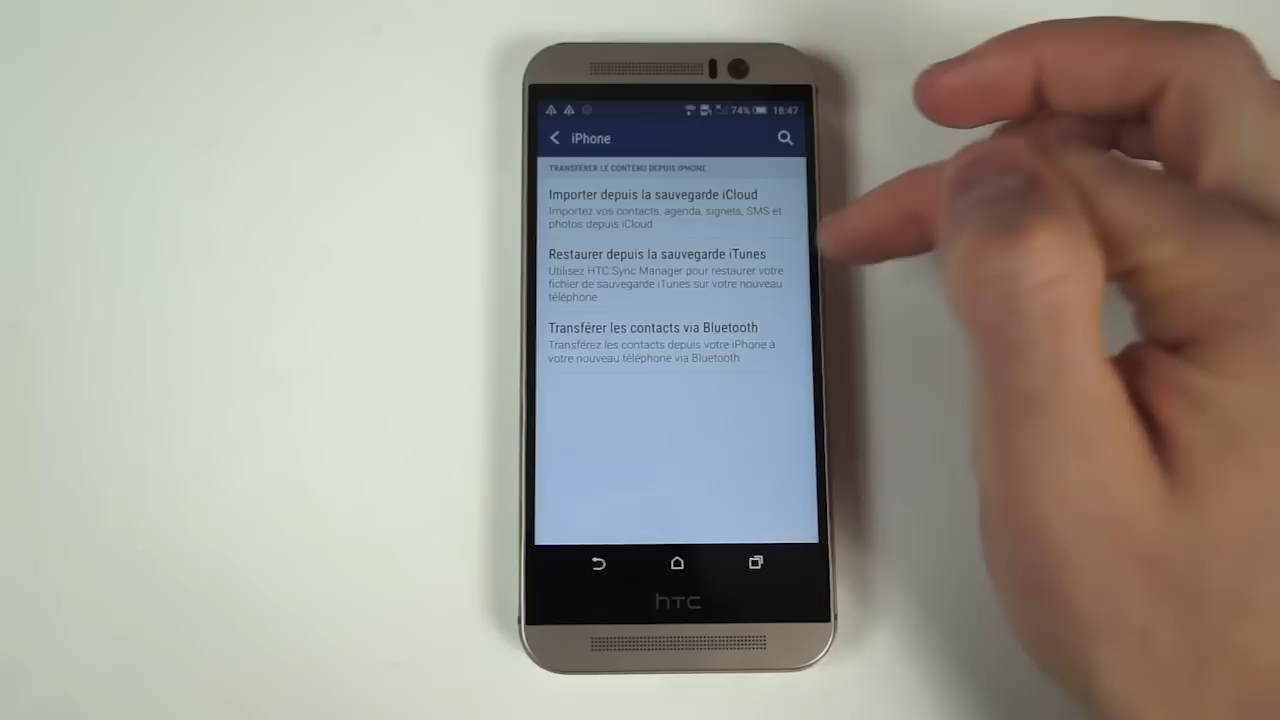 74% 18:47
iPhone
TRANSFÉRER LE CONTENU DEPUIS IPHONE
Importer depuis la sauvegarde iCloud
Importez vos contacts, agenda, signets, SMS et
photos depuis iCloud
Restaurer depuis la sauvegarde iTunes
Utilisez HTC Sync Manager pour restaurer votre
fichier de sauvegarde iTunes sur votre nouveau
téléphone
Transférer les contacts via Bluetooth
Transférez les contacts depuis votre iPhone à
votre nouveau téléphone via Bluetooth
hTC